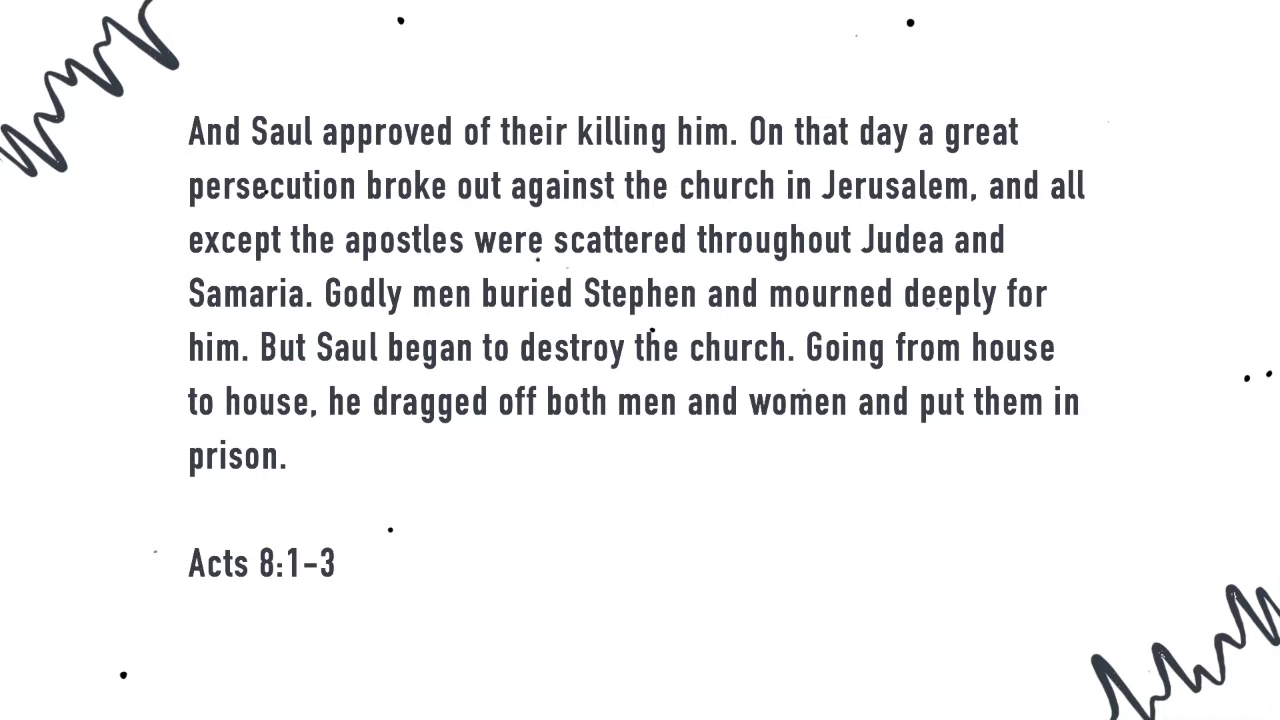 And Saul approved of their killing him. On that day a great
persecution broke out against the church in Jerusalem, and all
except the apostles were scattered throughout Judea and
Samaria. Godly men buried Stephen and mourned deeply for
him. But Saul began to destroy the church. Going from house
to house, he dragged off both men and women and put them in
prison.
Acts 8:1-3